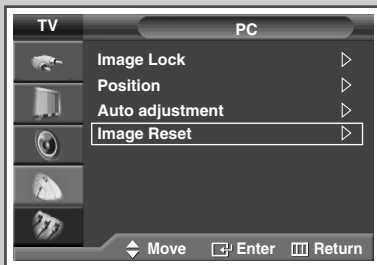 TV
PC
Image Lock
Position
Auto adjustment
Image Reset
Move Enter Return